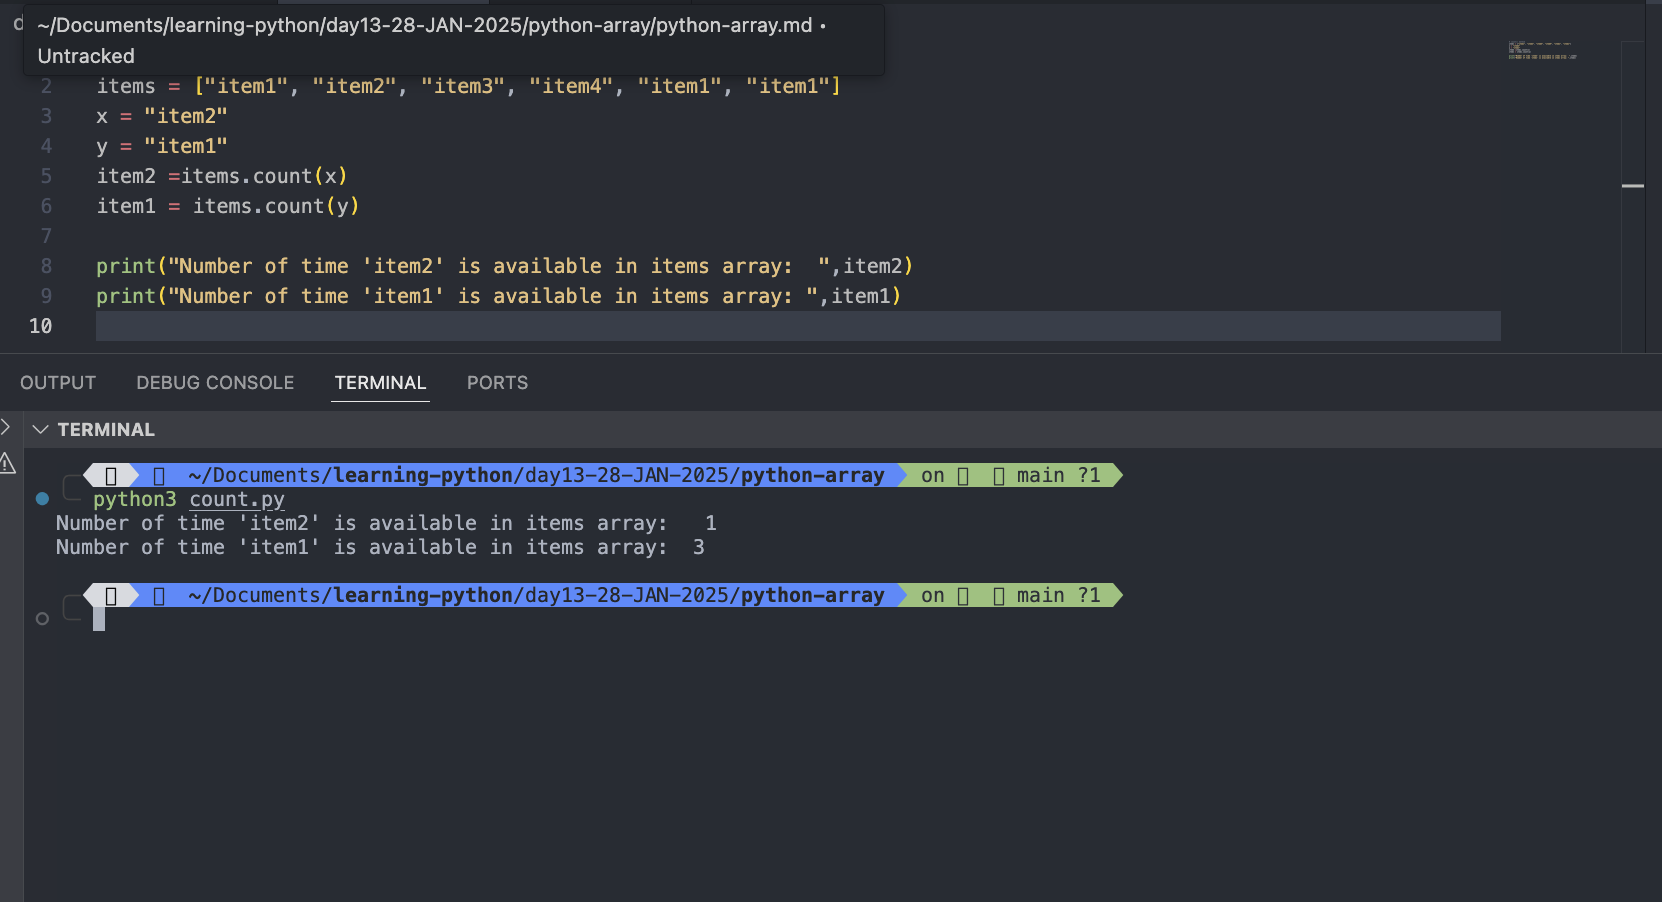 ~/Documents/learning-python/day13-28-JAN-2025/python-array/python-array.md •
Untracked
2 items = ["item1", "item2", "item3", "item4", "item1", "item1"]
3 x = "item2"
4 y = "item1"
5 item2 =items.count(x)
6 item1 = items.count(y)
7
8 print("Number of time 'item2' is available in items array:  ",item2)
9 print("Number of time 'item1' is available in items array: ",item1)
10
OUTPUT DEBUG CONSOLE TERMINAL PORTS
TERMINAL
~/Documents/learning-python/day13-28-JAN-2025/python-array on main ?1
python3 count.py
Number of time 'item2' is available in items array:   1
Number of time 'item1' is available in items array:  3
~/Documents/learning-python/day13-28-JAN-2025/python-array on main ?1